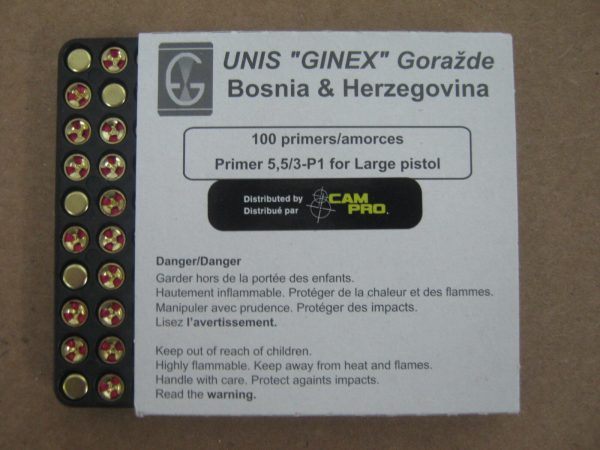 UNIS "GINEX" Goražde
Bosnia & Herzegovina
100 primers/amorces
Primer 5,5/3-P1 for Large pistol
Distributed by
Distribué par
CAM
PRO
Danger/Danger
Garder hors de la portée des enfants.
Hautement inflammable. Protéger de la chaleur et des flammes.
Manipuler avec prudence. Protéger des impacts.
Lisez l'avertissement.
Keep out of reach of children.
Highly flammable. Keep away from heat and flames.
Handle with care. Protect againts impacts.
Read the warning.